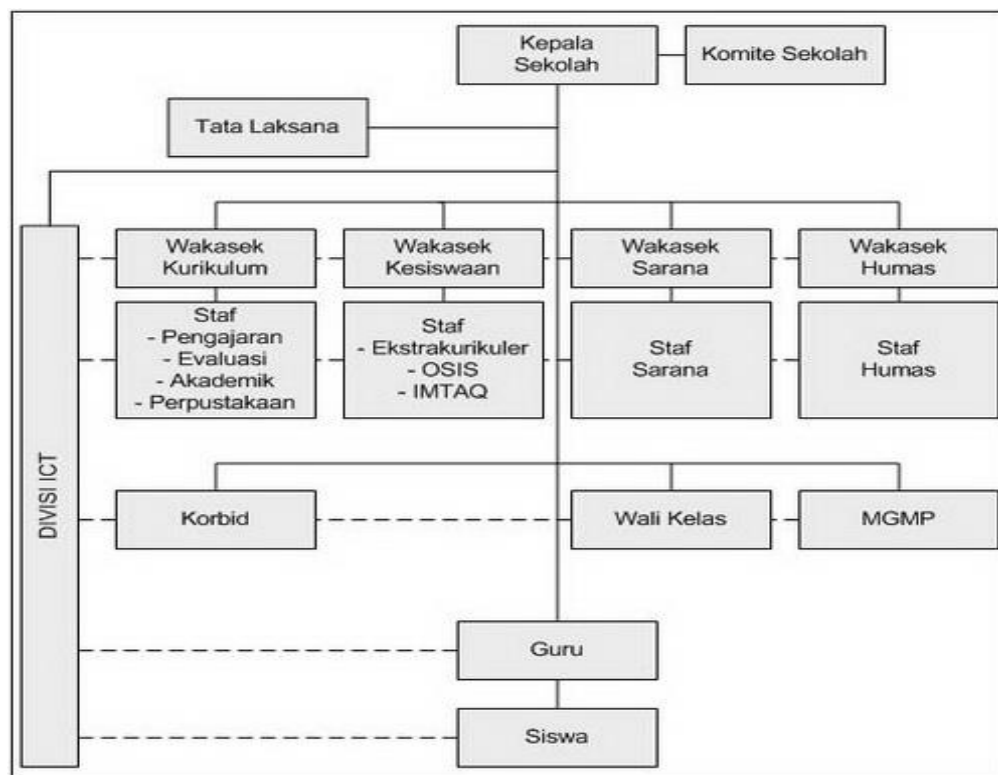 Kepala
Sekolah
Komite Sekolah
Tata Laksana
DIVISI ICT
Wakasek
Kurikulum
Wakasek
Kesiswaan
Wakasek
Sarana
Wakasek
Humas
Staf
- Pengajaran
- Evaluasi
- Akademik
- Perpustakaan
Staf
- Ekstrakurikuler
- OSIS
- IMTAQ
Staf
Sarana
Staf
Humas
Korbid
Wali Kelas
MGMP
Guru
Siswa